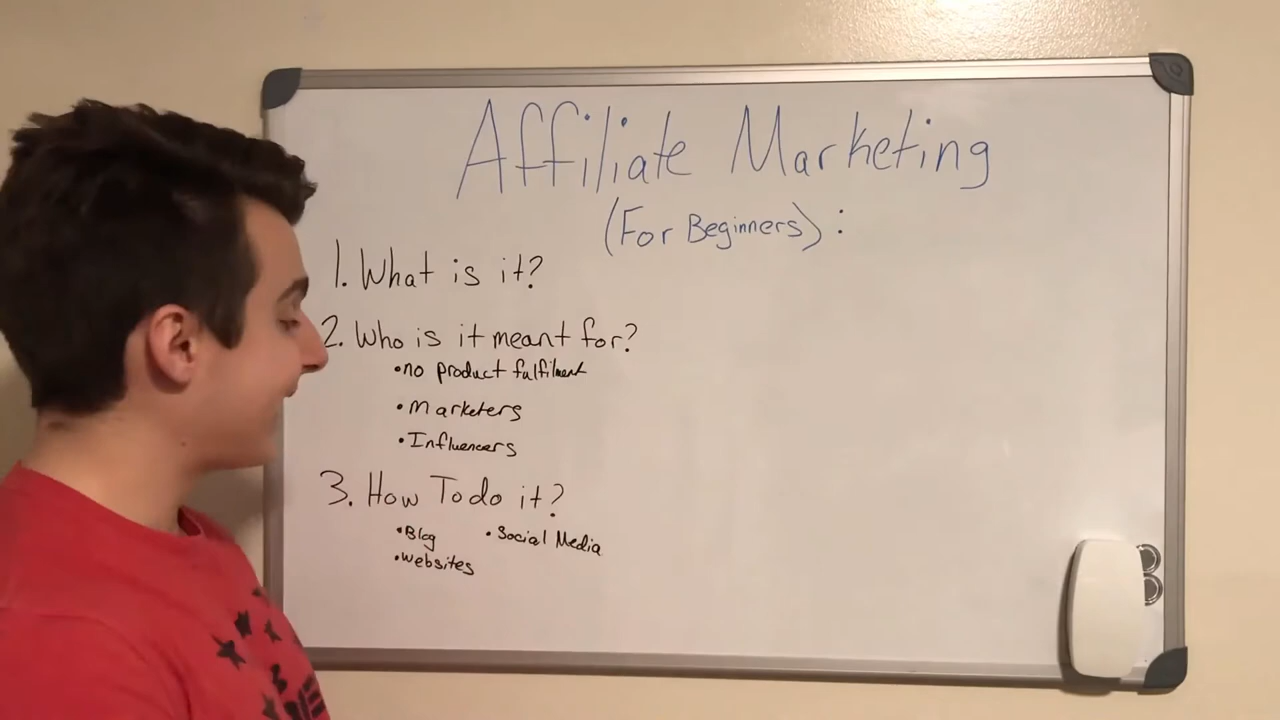 Affiliate Marketing
(For Beginners):
1. What is it?
2. Who is it meant for?
•no product fulfilment
•Marketers
•Influencers
3. How To do it?
•Blog •Social Media
•websites